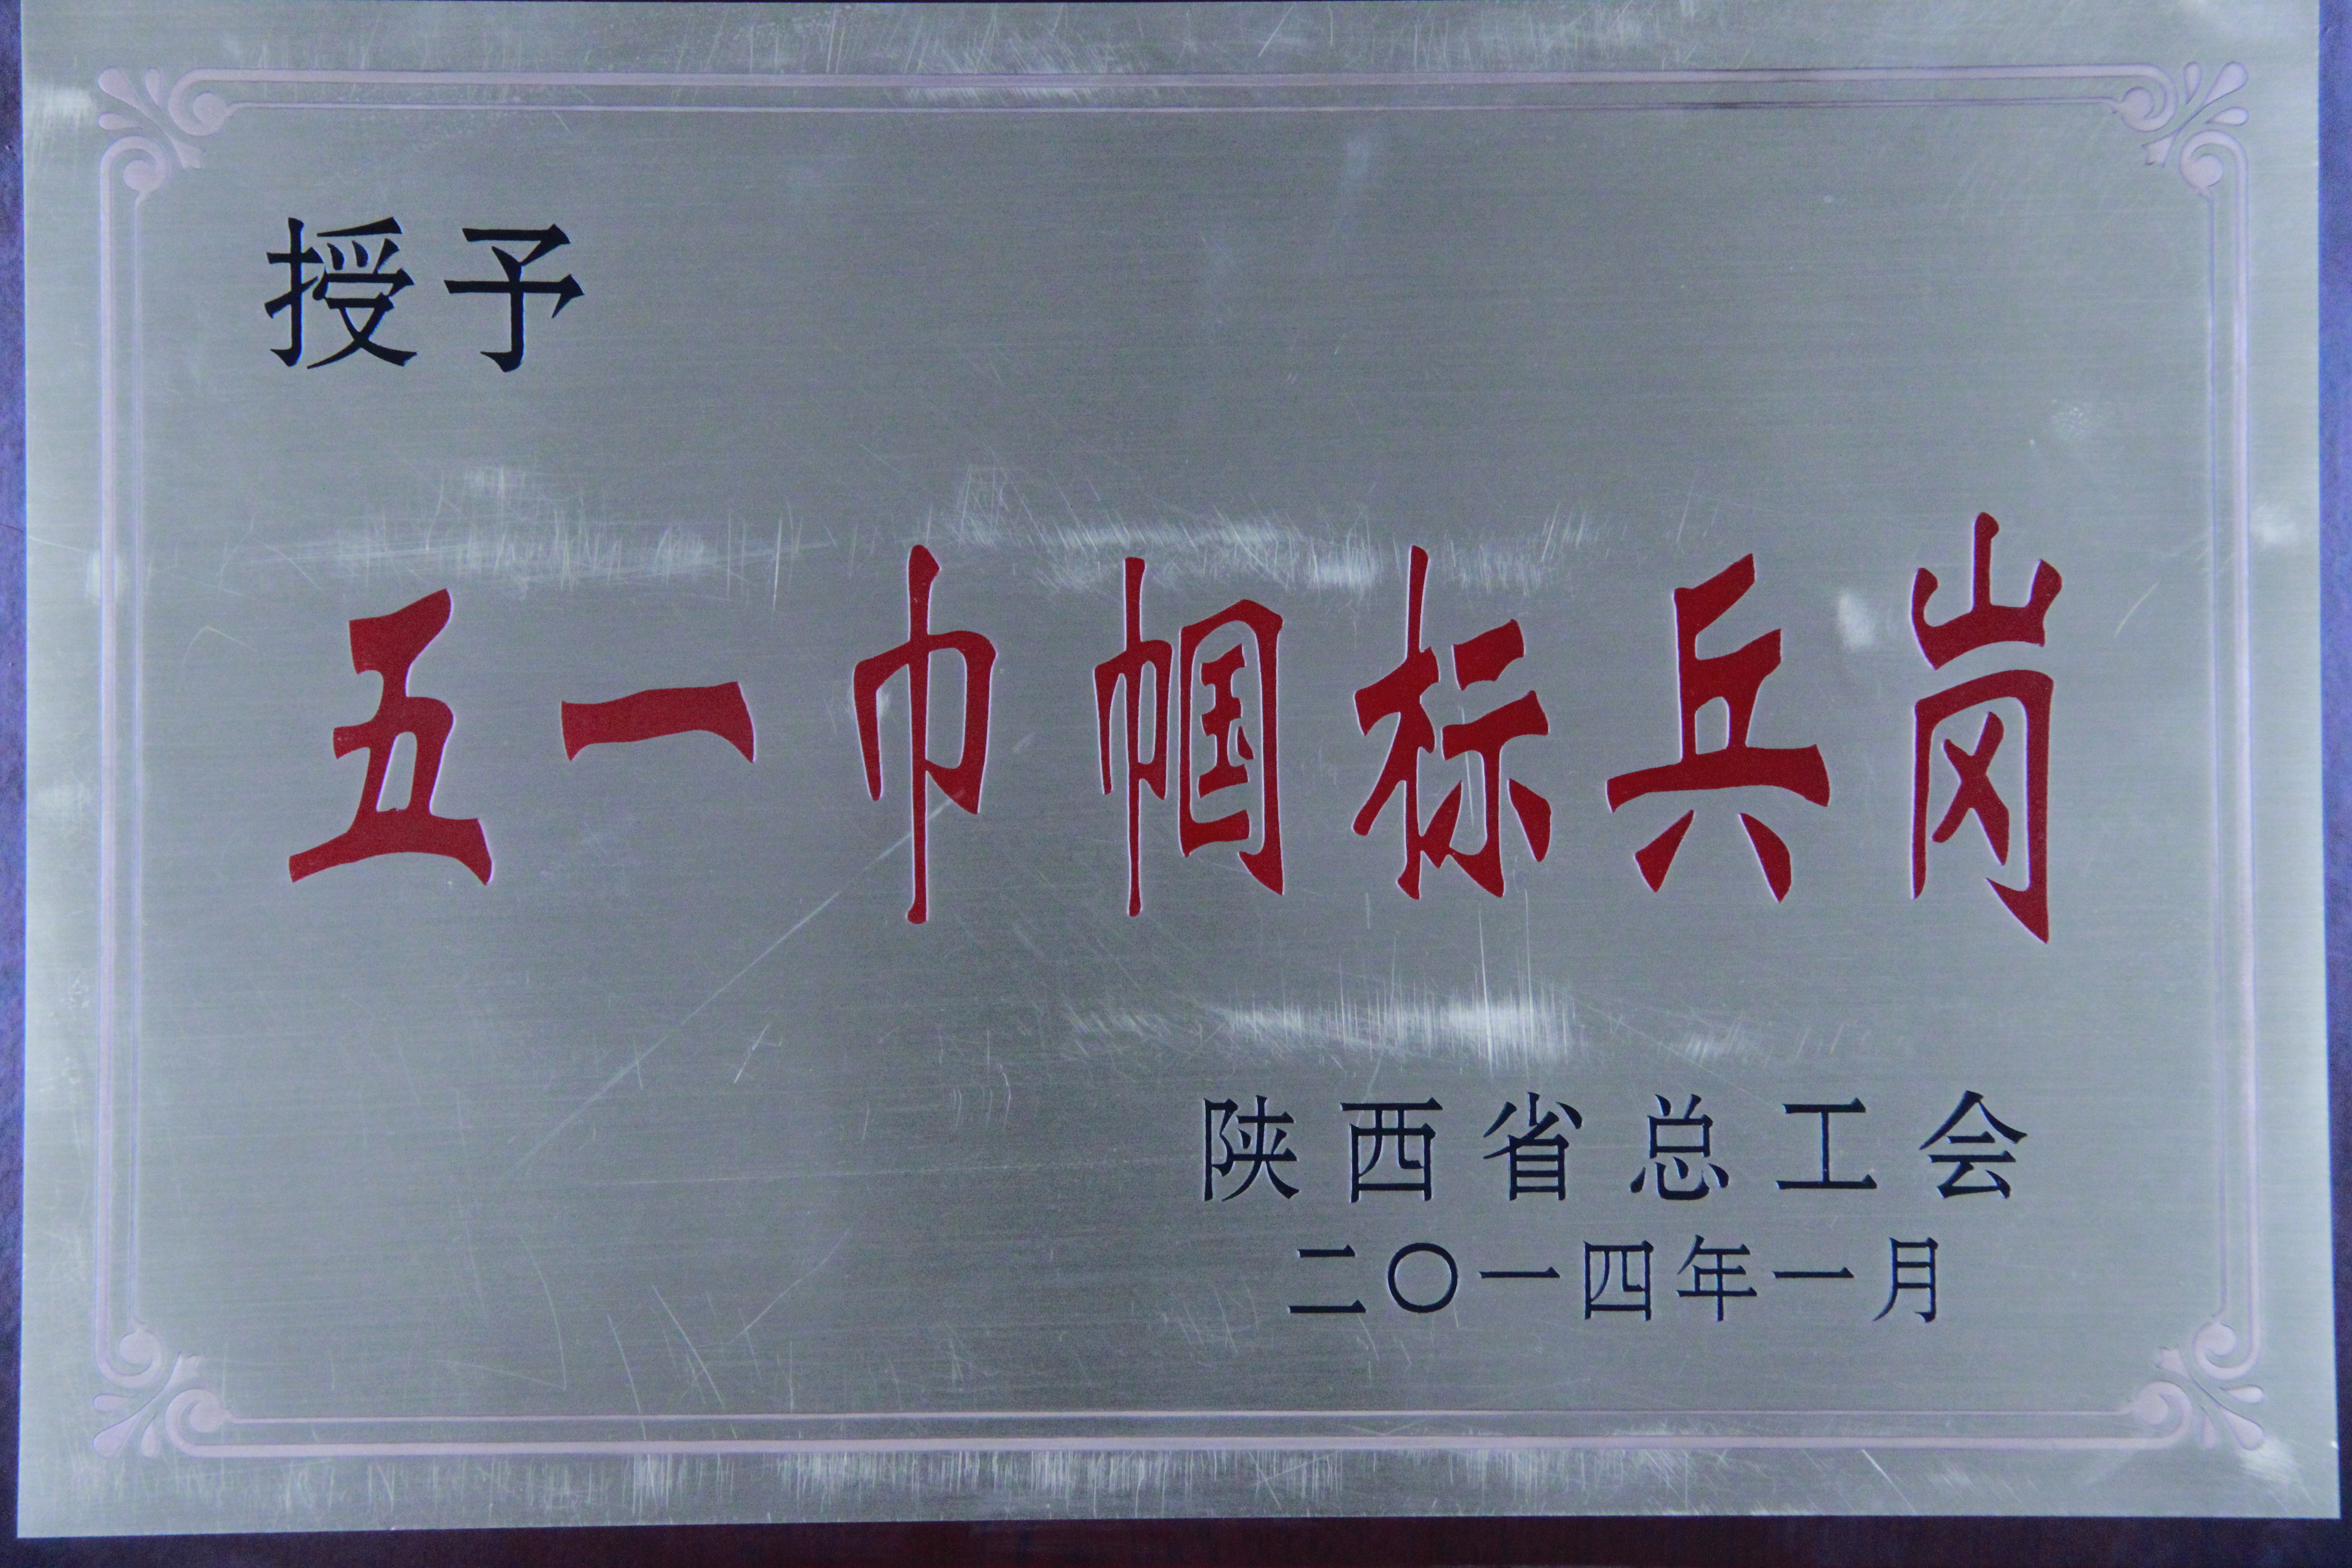 授予
五一巾帼标兵岗
陕西省总工会
二〇一四年一月